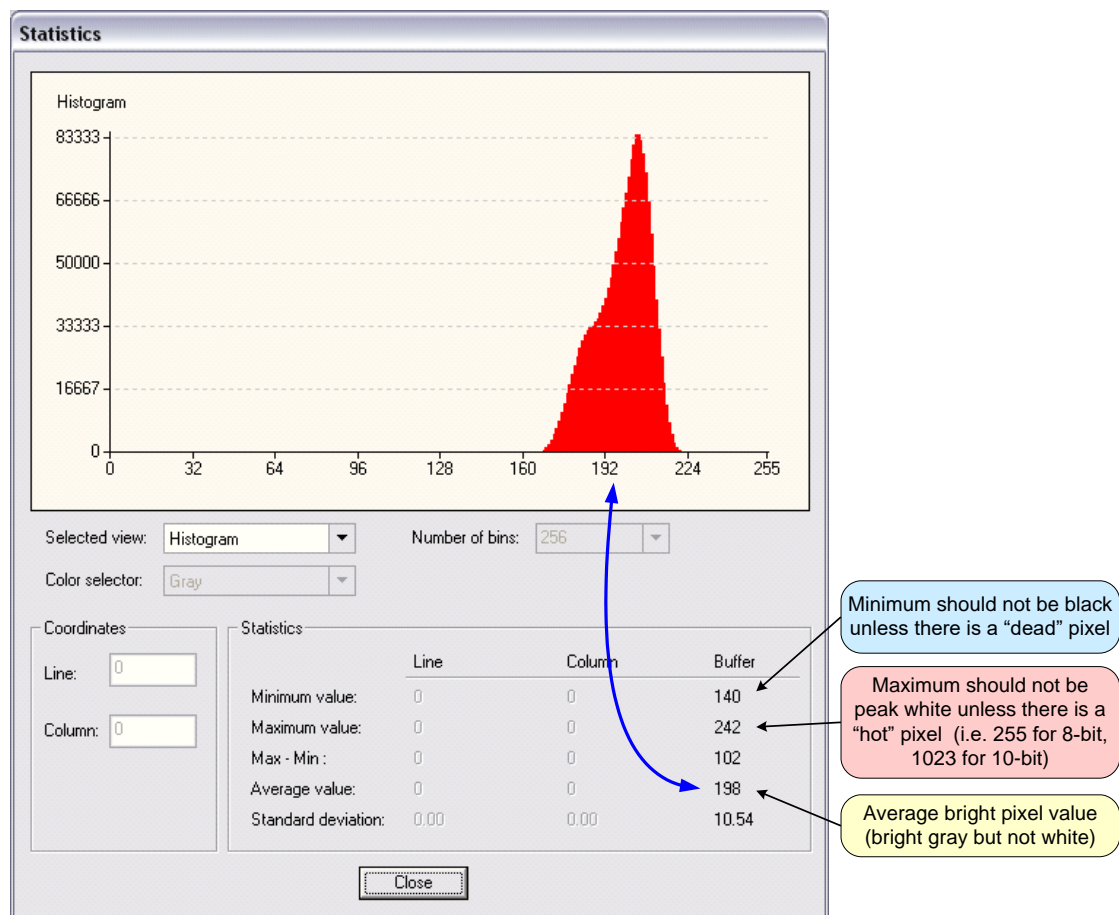 Statistics
Histogram
83333
66666
50000
33333
16667
0
0 32 64 96 128 160 192 224 255
Selected view: Histogram Number of bins: 256
Color selector: Gray
Coordinates
Line: 0
Column: 0
Statistics
Line Column Buffer
Minimum value: 0 0 140
Maximum value: 0 0 242
Max - Min : 0 0 102
Average value: 0 0 198
Standard deviation: 0.00 0.00 10.54
Close
Minimum should not be black
unless there is a “dead” pixel
Maximum should not be
peak white unless there is a
“hot” pixel (i.e. 255 for 8-bit,
1023 for 10-bit)
Average bright pixel value
(bright gray but not white)